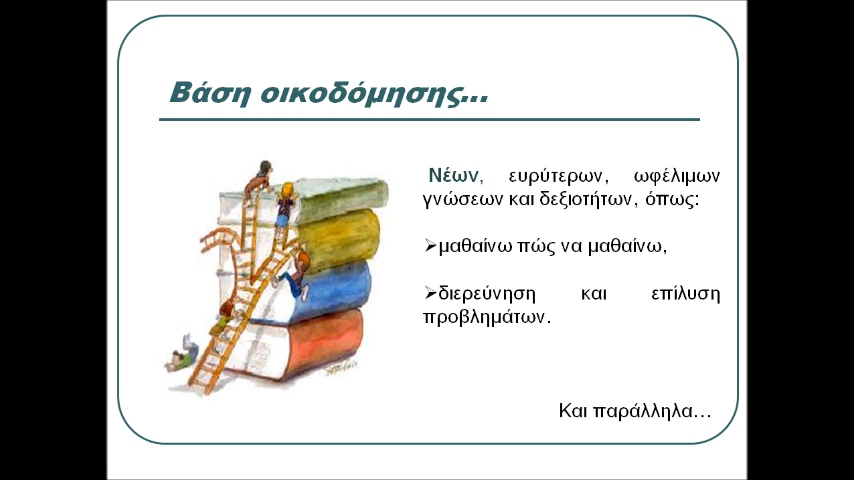 Βάση οικοδόμησης...
Νέων, ευρύτερων, ωφέλιμων
γνώσεων και δεξιοτήτων, όπως:
➢μαθαίνω πώς να μαθαίνω,
➢διερεύνηση και επίλυση
προβλημάτων.
Και παράλληλα…